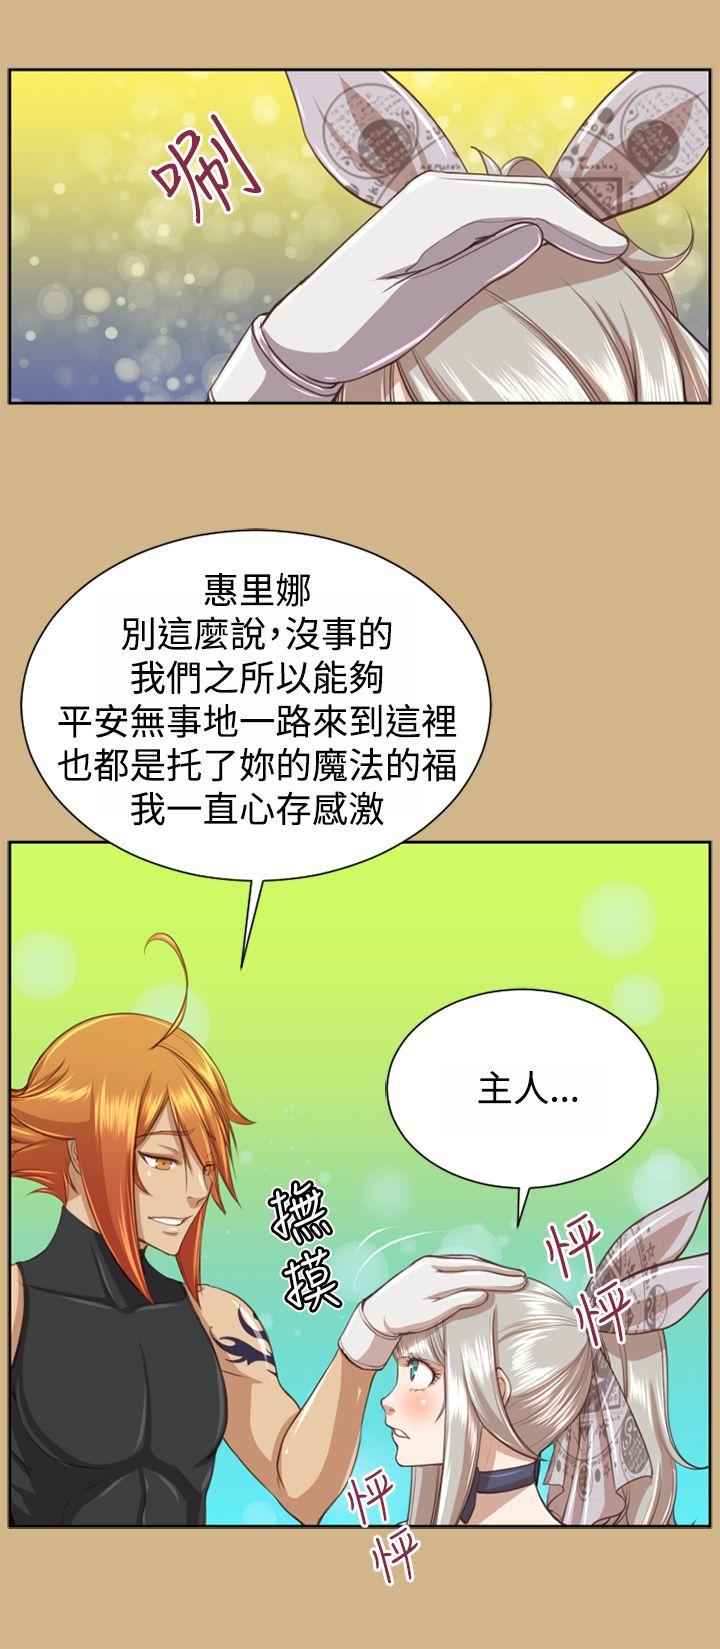 唰
惠里娜
別這麼說,沒事的
我們之所以能夠
平安無事地一路來到這裡
也都是托了妳的魔法的福
我一直心存感激
主人...
撫
摸
怦
怦
怦
怦